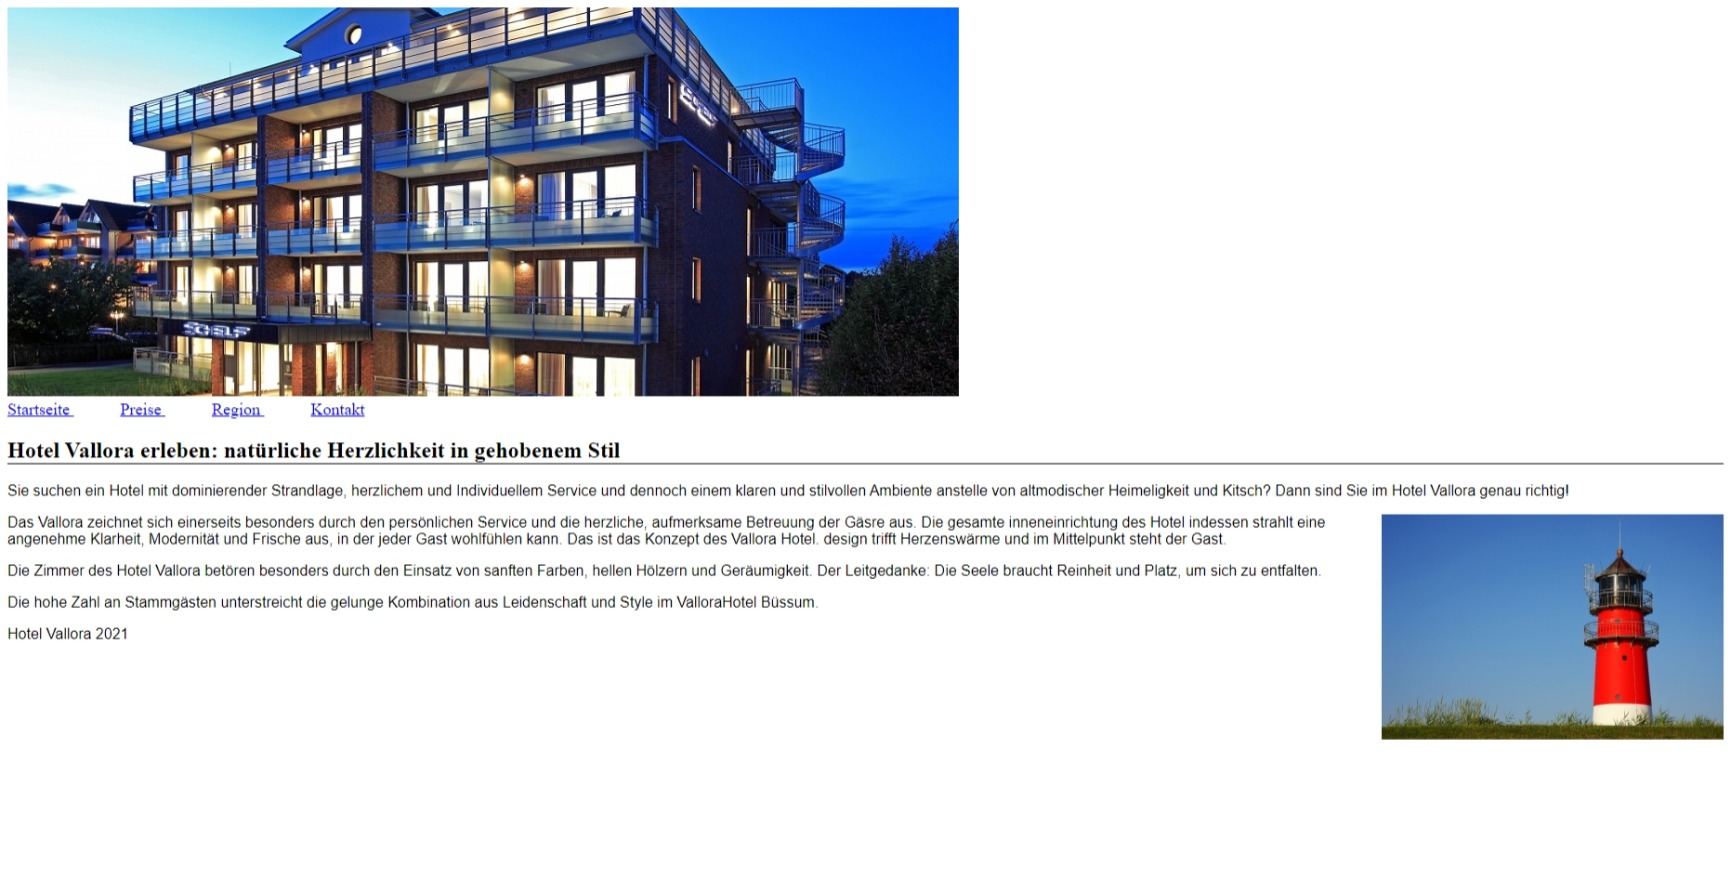 SCHELF
SCHELF
Startseite Preise Region Kontakt
Hotel Vallora erleben: natürliche Herzlichkeit in gehobenem Stil
Sie suchen ein Hotel mit dominierender Strandlage, herzlichem und Individuellem Service und dennoch einem klaren und stilvollen Ambiente anstelle von altmodischer Heimeligkeit und Kitsch? Dann sind Sie im Hotel Vallora genau richtig!
Das Vallora zeichnet sich einerseits besonders durch den persönlichen Service und die herzliche, aufmerksame Betreuung der Gäsre aus. Die gesamte inneneinrichtung des Hotel indessen strahlt eine
angenehme Klarheit, Modernität und Frische aus, in der jeder Gast wohlfühlen kann. Das ist das Konzept des Vallora Hotel. design trifft Herzenswärme und im Mittelpunkt steht der Gast.
Die Zimmer des Hotel Vallora betören besonders durch den Einsatz von sanften Farben, hellen Hölzern und Geräumigkeit. Der Leitgedanke: Die Seele braucht Reinheit und Platz, um sich zu entfalten.
Die hohe Zahl an Stammgästen unterstreicht die gelunge Kombination aus Leidenschaft und Style im ValloraHotel Büssum.
Hotel Vallora 2021